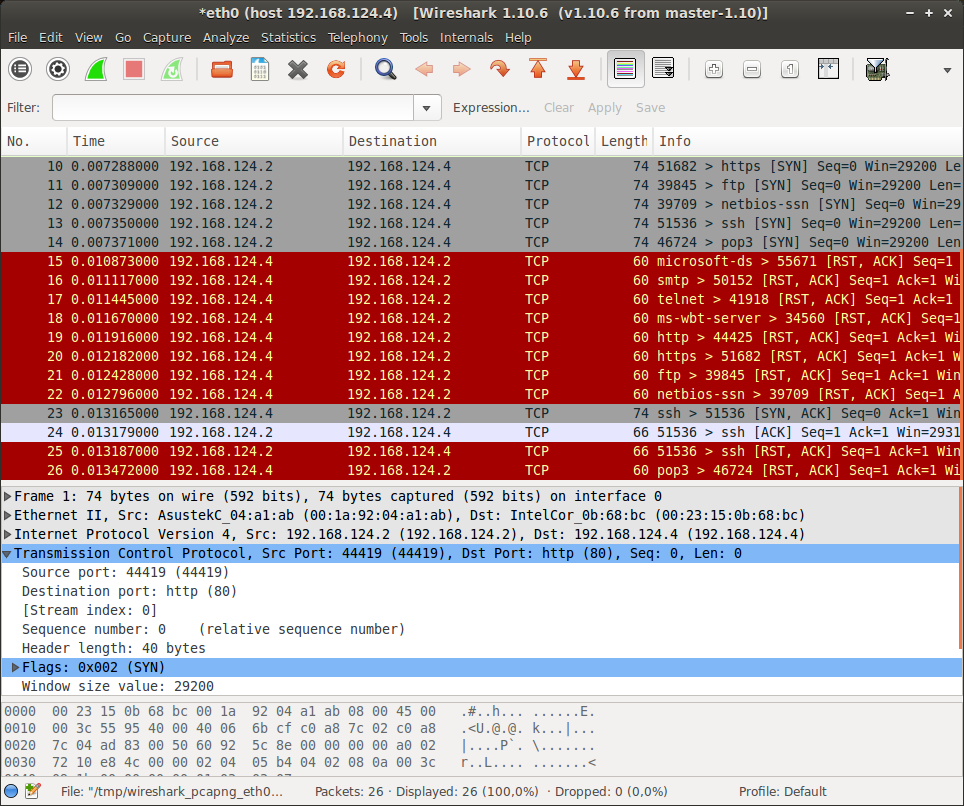 *eth0 (host 192.168.124.4)   [Wireshark 1.10.6  (v1.10.6 from master-1.10)]
File Edit View Go Capture Analyze Statistics Telephony Tools Internals Help
Filter: Expression... Clear Apply Save
No. Time Source Destination Protocol Length Info
10 0.007288000 192.168.124.2 192.168.124.4 TCP 74 51682 > https [SYN] Seq=0 Win=29200 Le
11 0.007309000 192.168.124.2 192.168.124.4 TCP 74 39845 > ftp [SYN] Seq=0 Win=29200 Len=
12 0.007329000 192.168.124.2 192.168.124.4 TCP 74 39709 > netbios-ssn [SYN] Seq=0 Win=29
13 0.007350000 192.168.124.2 192.168.124.4 TCP 74 51536 > ssh [SYN] Seq=0 Win=29200 Len=
14 0.007371000 192.168.124.2 192.168.124.4 TCP 74 46724 > pop3 [SYN] Seq=0 Win=29200 Len
15 0.010873000 192.168.124.4 192.168.124.2 TCP 60 microsoft-ds > 55671 [RST, ACK] Seq=1
16 0.011117000 192.168.124.4 192.168.124.2 TCP 60 smtp > 50152 [RST, ACK] Seq=1 Ack=1 Wi
17 0.011445000 192.168.124.4 192.168.124.2 TCP 60 telnet > 41918 [RST, ACK] Seq=1 Ack=1
18 0.011670000 192.168.124.4 192.168.124.2 TCP 60 ms-wbt-server > 34560 [RST, ACK] Seq=1
19 0.011916000 192.168.124.4 192.168.124.2 TCP 60 http > 44425 [RST, ACK] Seq=1 Ack=1 Wi
20 0.012182000 192.168.124.4 192.168.124.2 TCP 60 https > 51682 [RST, ACK] Seq=1 Ack=1 W
21 0.012428000 192.168.124.4 192.168.124.2 TCP 60 ftp > 39845 [RST, ACK] Seq=1 Ack=1 Win
22 0.012796000 192.168.124.4 192.168.124.2 TCP 60 netbios-ssn > 39709 [RST, ACK] Seq=1 A
23 0.013165000 192.168.124.4 192.168.124.2 TCP 74 ssh > 51536 [SYN, ACK] Seq=0 Ack=1 Win
24 0.013179000 192.168.124.2 192.168.124.4 TCP 66 51536 > ssh [ACK] Seq=1 Ack=1 Win=2931
25 0.013187000 192.168.124.2 192.168.124.4 TCP 66 51536 > ssh [RST, ACK] Seq=1 Ack=1 Win
26 0.013472000 192.168.124.4 192.168.124.2 TCP 60 pop3 > 46724 [RST, ACK] Seq=1 Ack=1 Wi
Frame 1: 74 bytes on wire (592 bits), 74 bytes captured (592 bits) on interface 0
Ethernet II, Src: AsustekC_04:a1:ab (00:1a:92:04:a1:ab), Dst: IntelCor_0b:68:bc (00:23:15:0b:68:bc)
Internet Protocol Version 4, Src: 192.168.124.2 (192.168.124.2), Dst: 192.168.124.4 (192.168.124.4)
Transmission Control Protocol, Src Port: 44419 (44419), Dst Port: http (80), Seq: 0, Len: 0
Source port: 44419 (44419)
Destination port: http (80)
[Stream index: 0]
Sequence number: 0    (relative sequence number)
Header length: 40 bytes
Flags: 0x002 (SYN)
Window size value: 29200
0000  00 23 15 0b 68 bc 00 1a  92 04 a1 ab 08 00 45 00   .#..h... ......E.
0010  00 3c 55 95 40 00 40 06  6b cf c0 a8 7c 02 c0 a8   .<U.@.@. k...|...
0020  7c 04 ad 83 00 50 60 92  5c 8e 00 00 00 00 a0 02   |....P`. \.......
0030  72 10 e8 4c 00 00 02 04  05 b4 04 02 08 0a 00 3c   r..L.... .......<
File: "/tmp/wireshark_pcapng_eth0... Packets: 26 · Displayed: 26 (100,0%) · Dropped: 0 (0,0%) Profile: Default